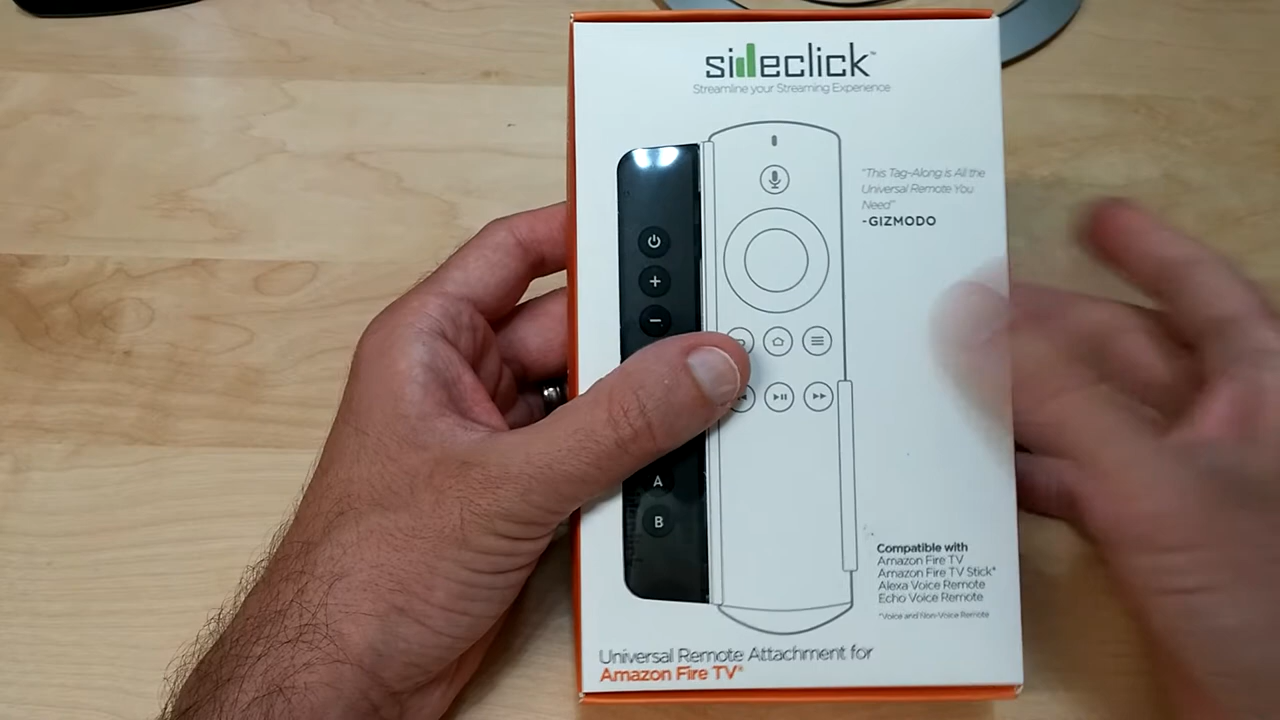 sideclick™
Streamline your Streaming Experience
"This Tag-Along is All the
Universal Remote You
Need"
-GIZMODO
A
B
Compatible with
Amazon Fire TV
Amazon Fire TV Stick*
Alexa Voice Remote
Echo Voice Remote
*Voice and Non-Voice Remote
Universal Remote Attachment for
Amazon Fire TV®